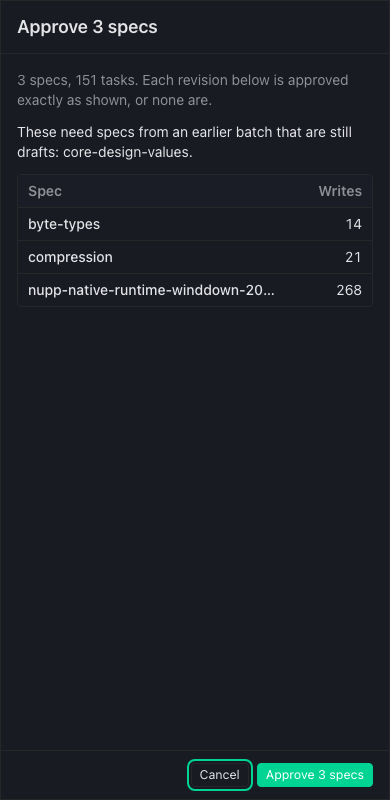 Approve 3 specs
3 specs, 151 tasks. Each revision below is approved
exactly as shown, or none are.
These need specs from an earlier batch that are still
drafts: core-design-values.
Spec Writes
byte-types 14
compression 21
nupp-native-runtime-winddown-20... 268
Cancel Approve 3 specs